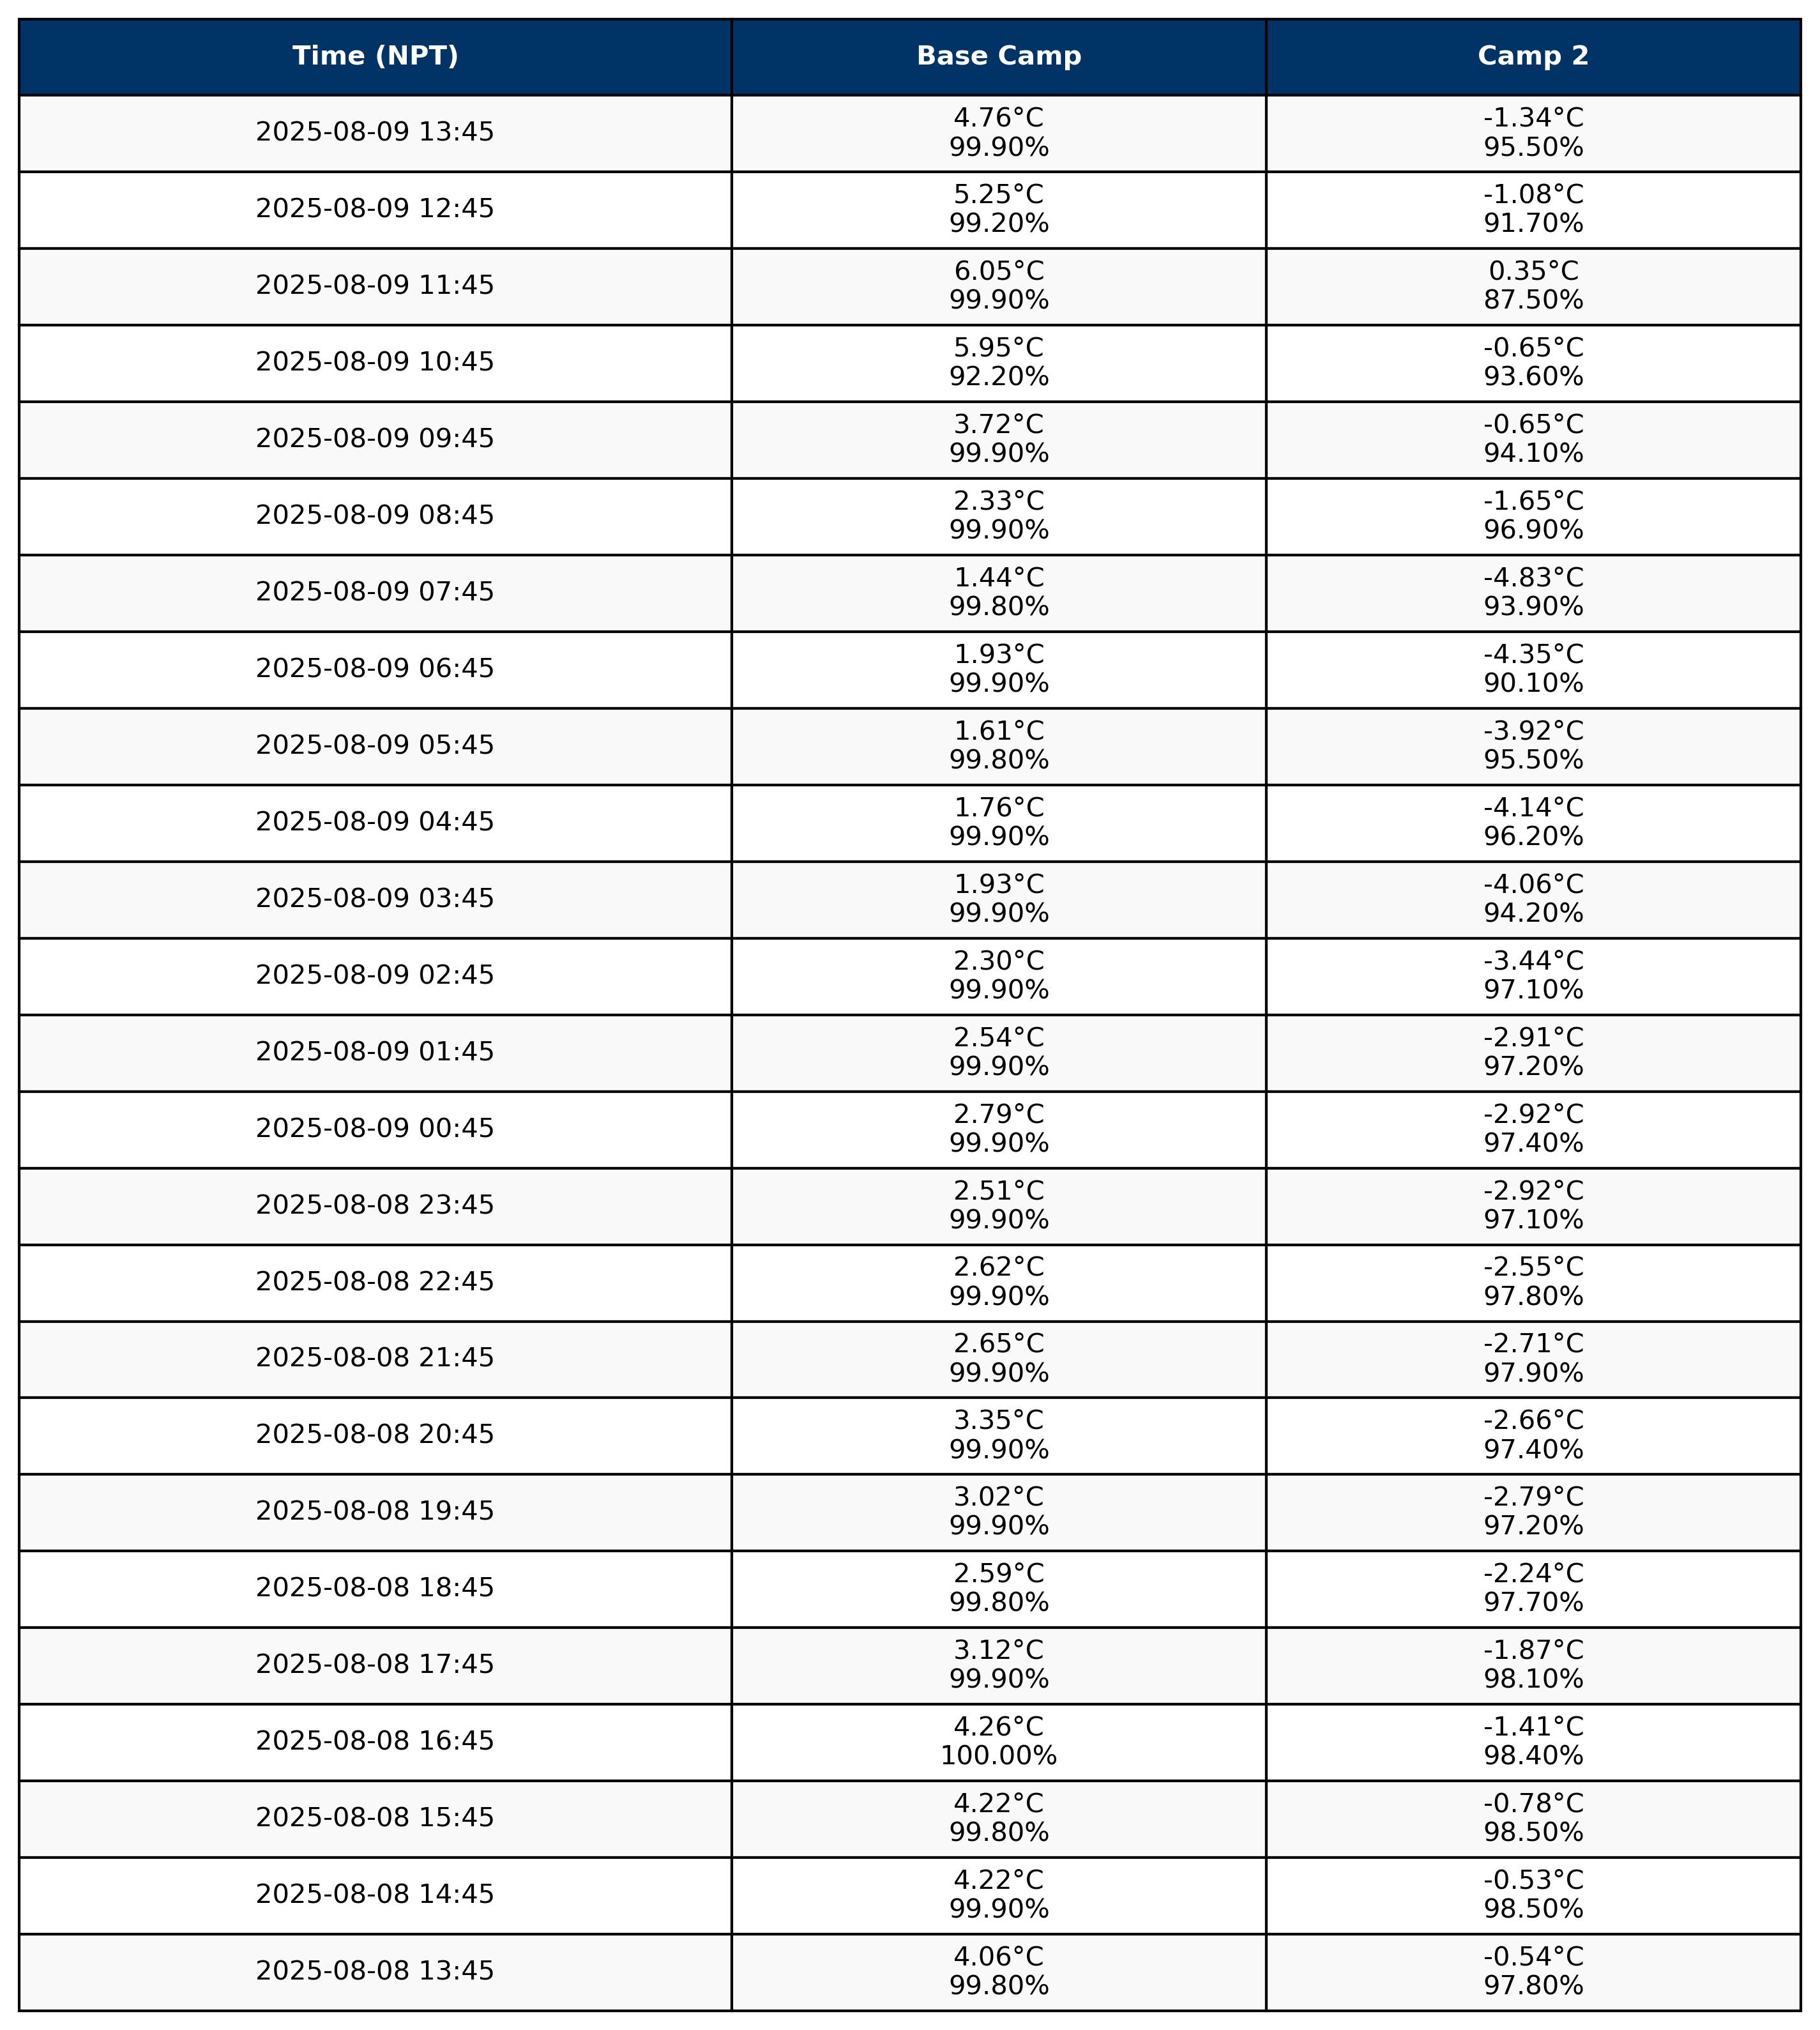 Time (NPT) Base Camp Camp 2
2025-08-09 13:45 4.76°C -1.34°C
99.90% 95.50%
2025-08-09 12:45 5.25°C -1.08°C
99.20% 91.70%
2025-08-09 11:45 6.05°C 0.35°C
99.90% 87.50%
2025-08-09 10:45 5.95°C -0.65°C
92.20% 93.60%
2025-08-09 09:45 3.72°C -0.65°C
99.90% 94.10%
2025-08-09 08:45 2.33°C -1.65°C
99.90% 96.90%
2025-08-09 07:45 1.44°C -4.83°C
99.80% 93.90%
2025-08-09 06:45 1.93°C -4.35°C
99.90% 90.10%
2025-08-09 05:45 1.61°C -3.92°C
99.80% 95.50%
2025-08-09 04:45 1.76°C -4.14°C
99.90% 96.20%
2025-08-09 03:45 1.93°C -4.06°C
99.90% 94.20%
2025-08-09 02:45 2.30°C -3.44°C
99.90% 97.10%
2025-08-09 01:45 2.54°C -2.91°C
99.90% 97.20%
2025-08-09 00:45 2.79°C -2.92°C
99.90% 97.40%
2025-08-08 23:45 2.51°C -2.92°C
99.90% 97.10%
2025-08-08 22:45 2.62°C -2.55°C
99.90% 97.80%
2025-08-08 21:45 2.65°C -2.71°C
99.90% 97.90%
2025-08-08 20:45 3.35°C -2.66°C
99.90% 97.40%
2025-08-08 19:45 3.02°C -2.79°C
99.90% 97.20%
2025-08-08 18:45 2.59°C -2.24°C
99.80% 97.70%
2025-08-08 17:45 3.12°C -1.87°C
99.90% 98.10%
2025-08-08 16:45 4.26°C -1.41°C
100.00% 98.40%
2025-08-08 15:45 4.22°C -0.78°C
99.80% 98.50%
2025-08-08 14:45 4.22°C -0.53°C
99.90% 98.50%
2025-08-08 13:45 4.06°C -0.54°C
99.80% 97.80%